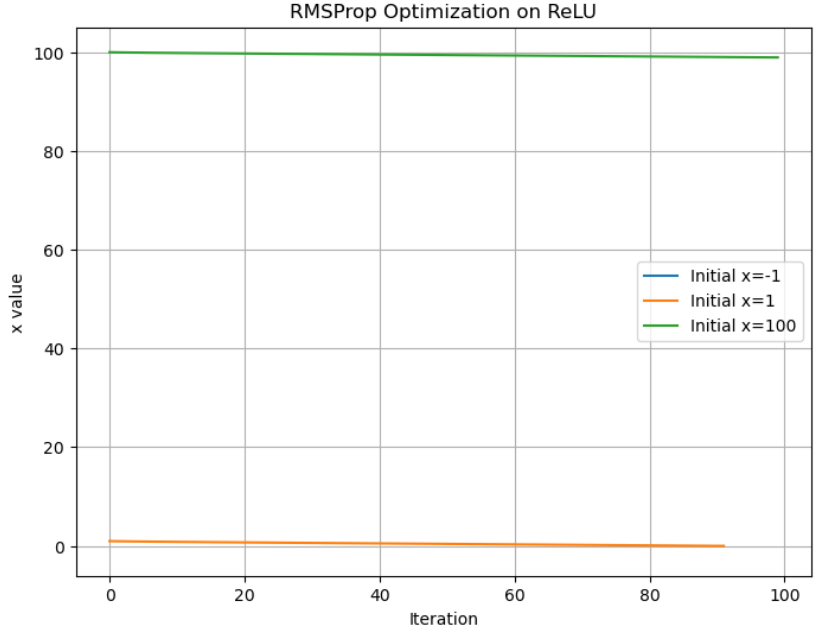 RMSProp Optimization on ReLU
100
80
60
40
20
0
x value
Initial x=-1
Initial x=1
Initial x=100
0 20 40 60 80 100
Iteration